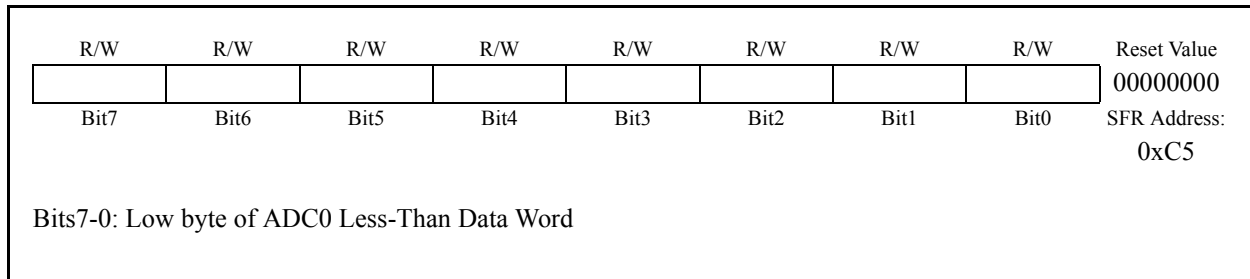 R/W R/W R/W R/W R/W R/W R/W R/W Reset Value
00000000
Bit7 Bit6 Bit5 Bit4 Bit3 Bit2 Bit1 Bit0 SFR Address:
0xC5
Bits7-0: Low byte of ADC0 Less-Than Data Word